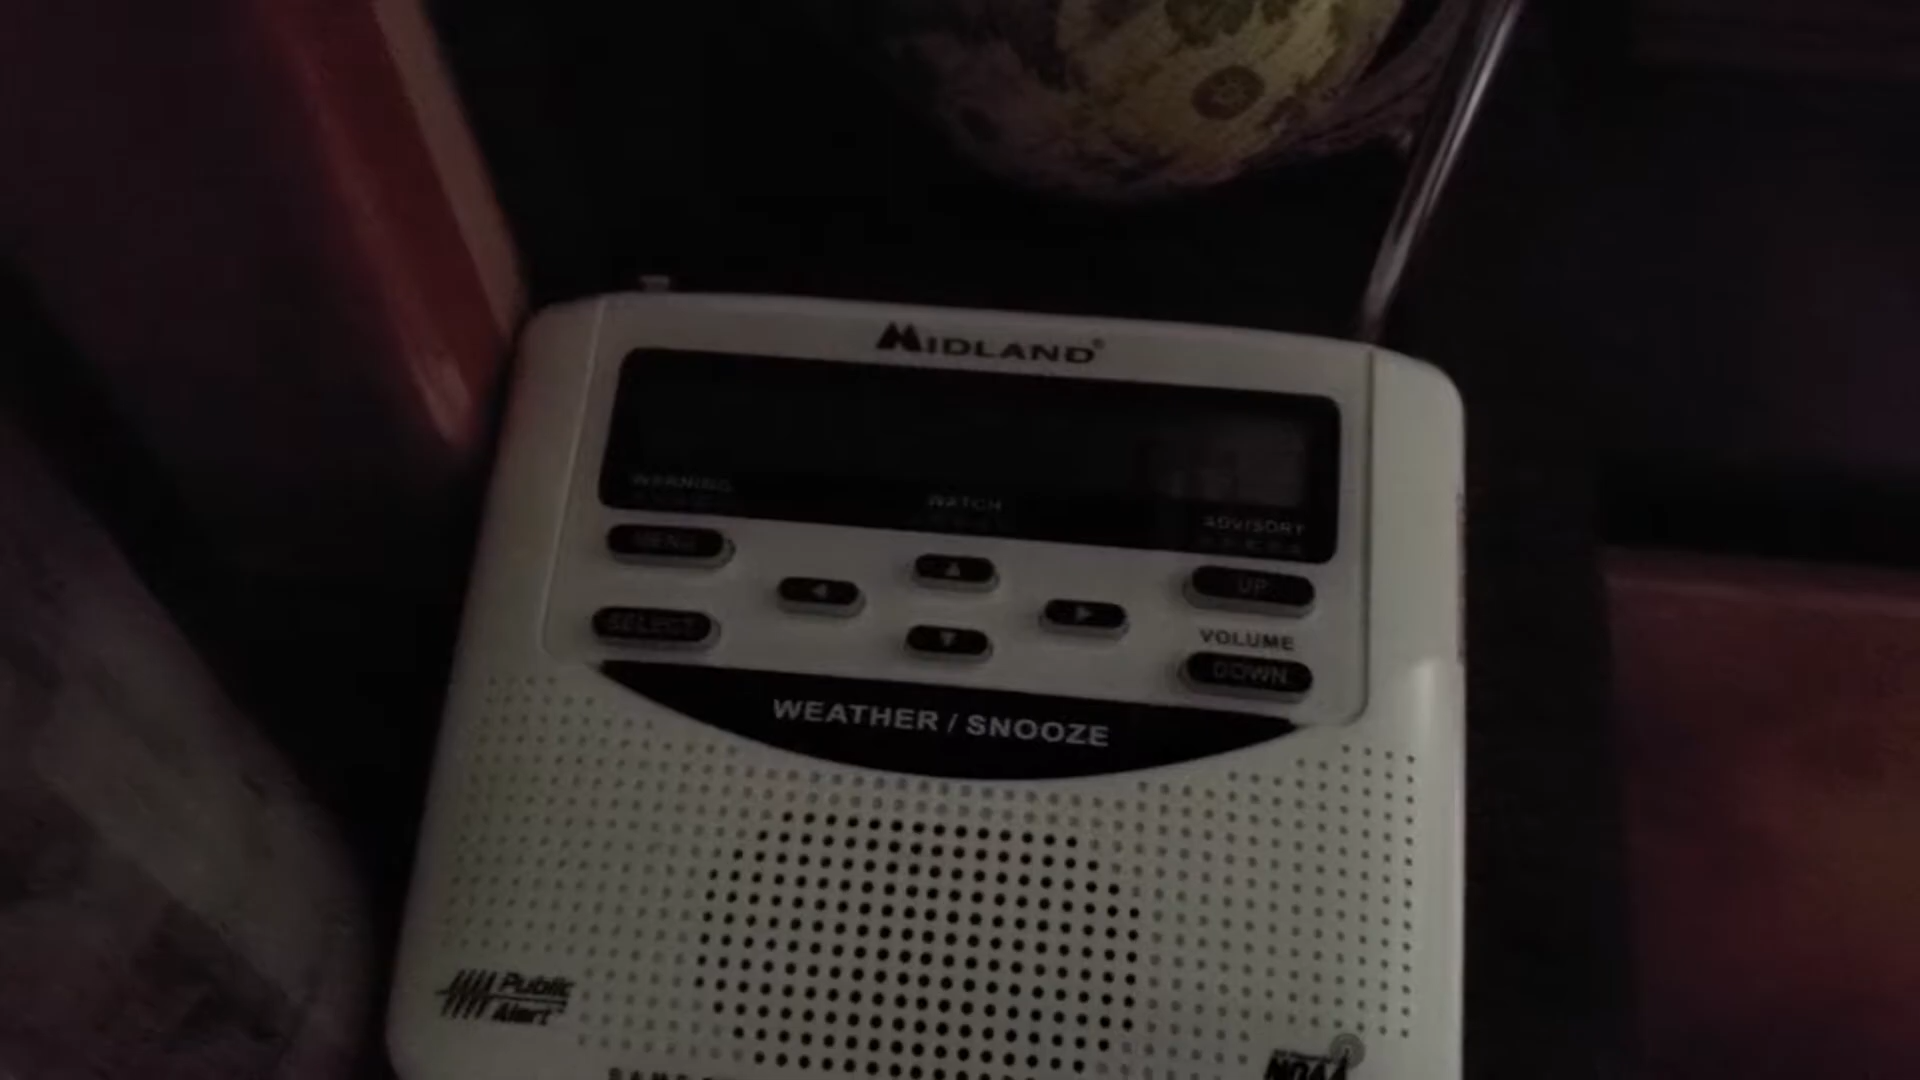 MIDLAND®
WARNING
WATCH
ADVISORY
MENU
UP
SELECT
VOLUME
DOWN
WEATHER / SNOOZE
Public
Alert
NOAA